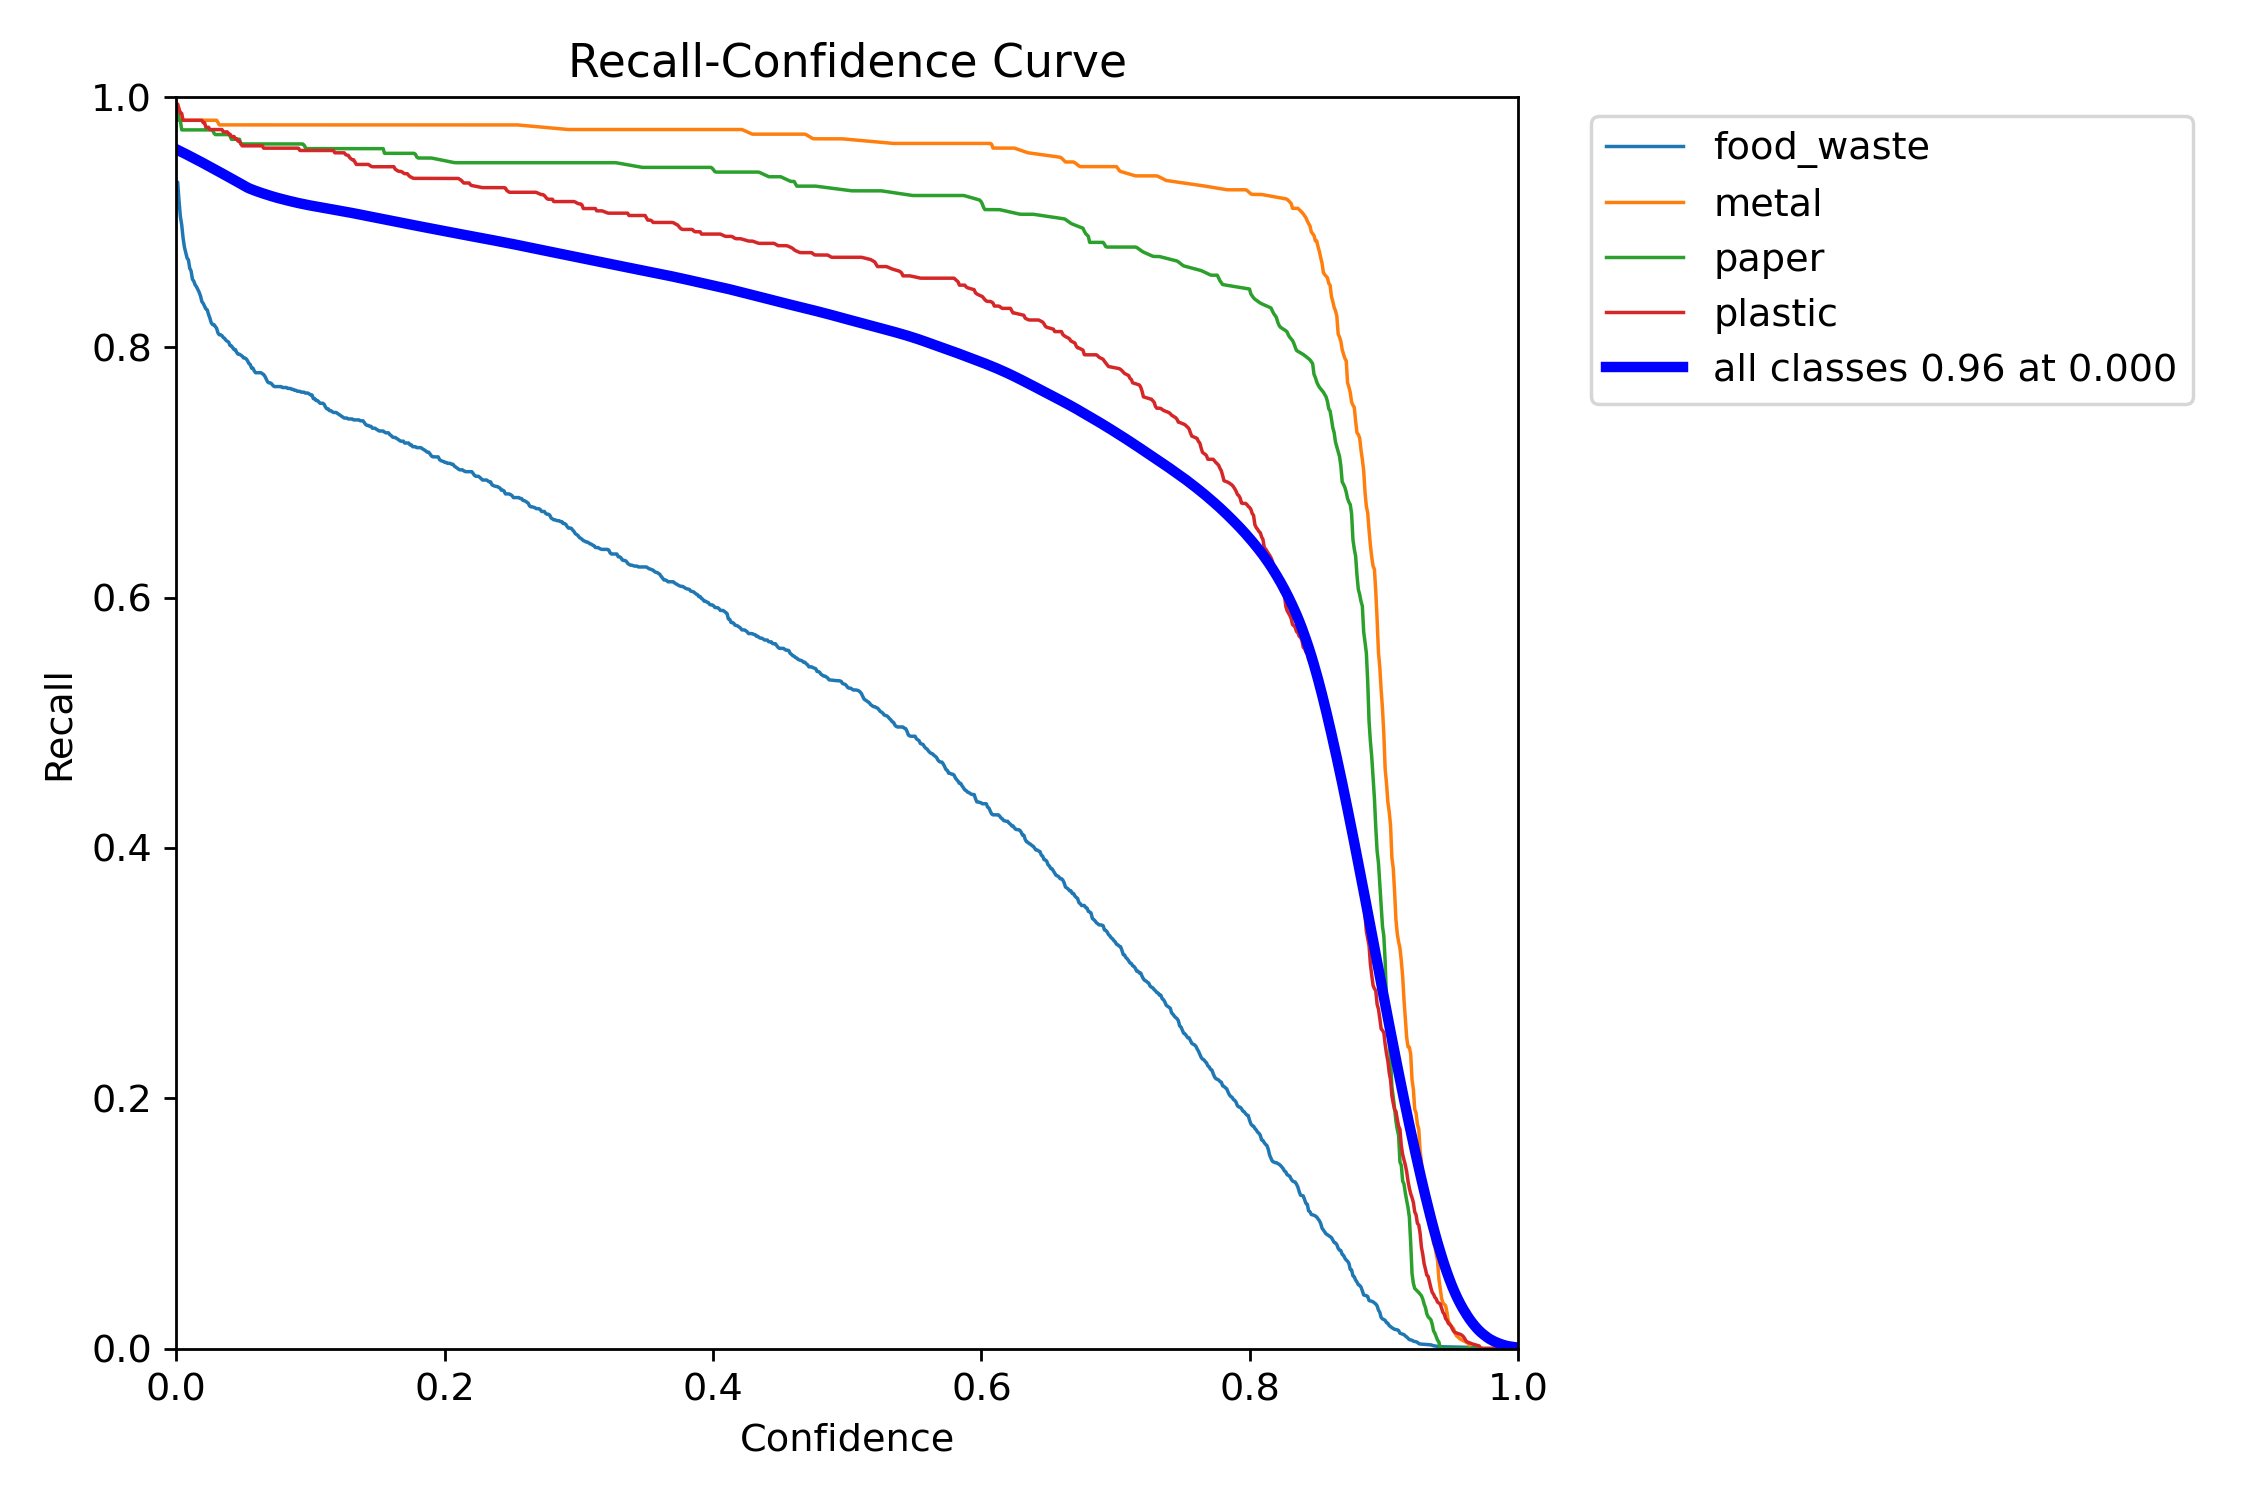 Recall-Confidence Curve
1.0
0.8
0.6
0.4
0.2
0.0
Recall
0.0 0.2 0.4 0.6 0.8 1.0
Confidence
food_waste
metal
paper
plastic
all classes 0.96 at 0.000